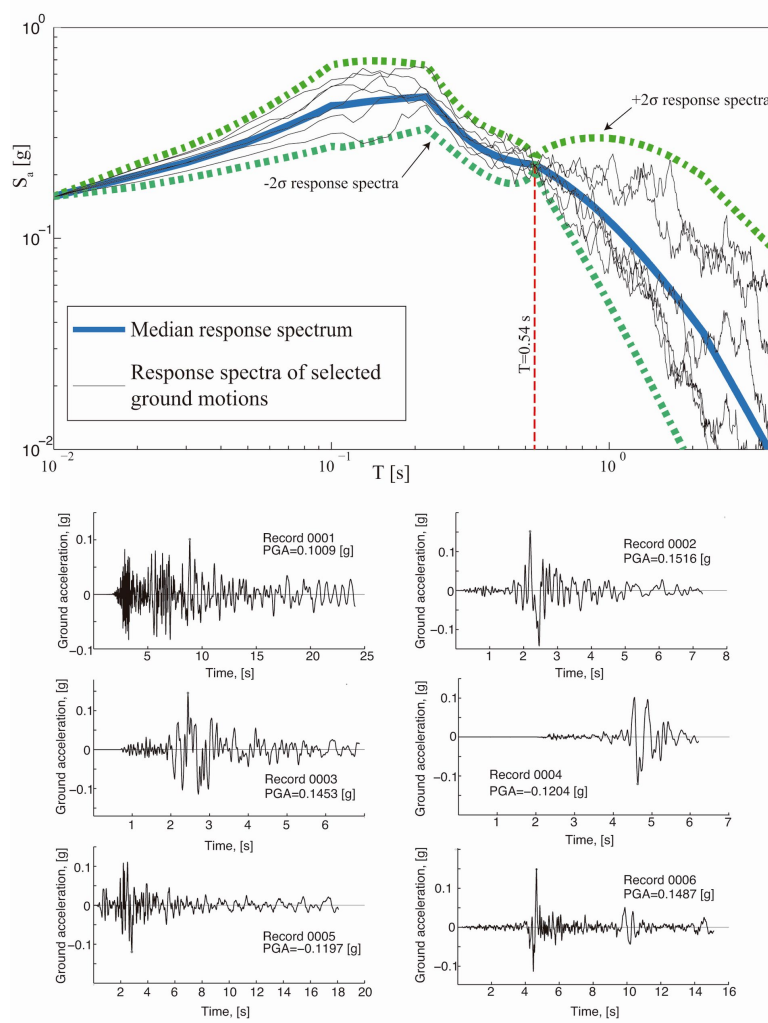 10⁰
+2σ response spectra
Sa [g]
-2σ response spectra
10⁻¹
Median response spectrum
T=0.54 s
Response spectra of selected
ground motions
10⁻²
10⁻² 10⁻¹ 10⁰
T [s]
Ground acceleration, [g]
0.1
0
−0.1
Record 0001
PGA=0.1009 [g]
5 10 15 20 25
Time, [s]
Ground acceleration, [g]
0.1
0
−0.1
Record 0002
PGA=0.1516 [g
1 2 3 4 5 6 7 8
Time, [s]
Ground acceleration, [g]
0.1
0
−0.1
Record 0003
PGA=0.1453 [g]
1 2 3 4 5 6
Time, [s]
Ground acceleration, [g]
0.1
0
−0.1
Record 0004
PGA=−0.1204 [g]
1 2 3 4 5 6 7
Time, [s]
Ground acceleration, [g]
0.1
0
−0.1
Record 0005
PGA=−0.1197 [g]
2 4 6 8 10 12 14 16 18 20
Time, [s]
Ground acceleration, [g]
0.1
0
−0.1
Record 0006
PGA=0.1487 [g]
2 4 6 8 10 12 14 16
Time, [s]